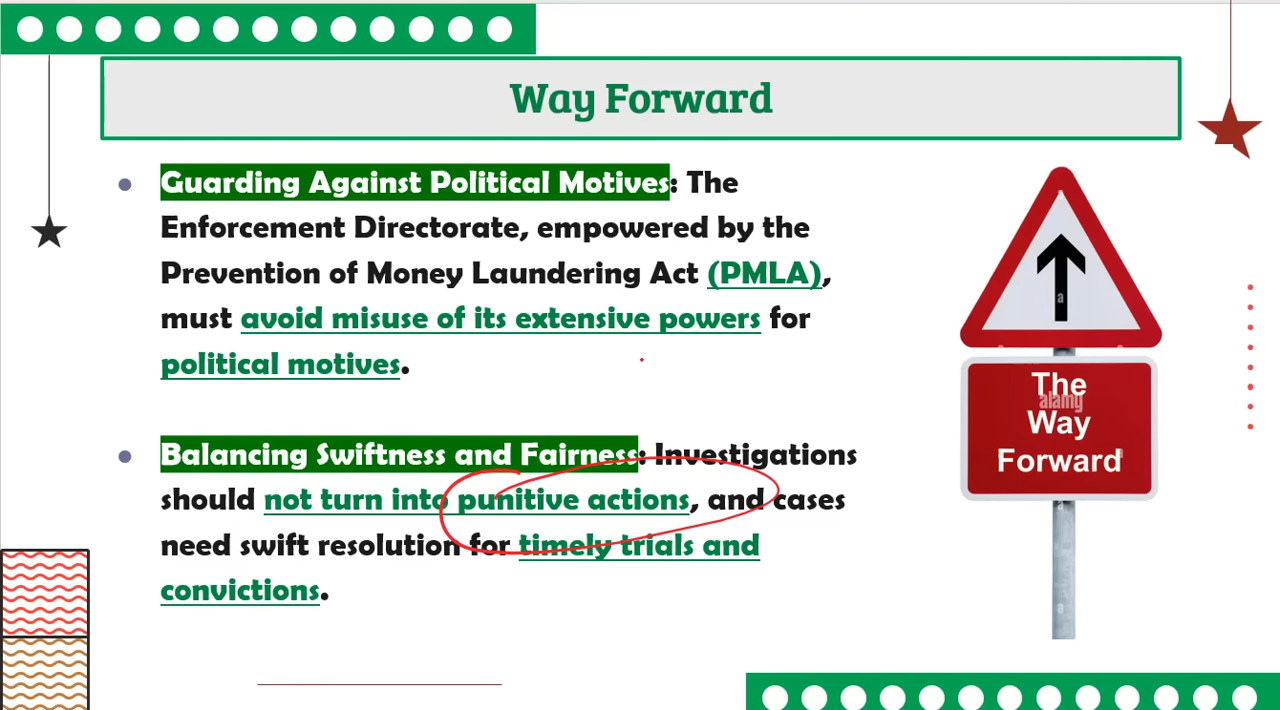 Way Forward
Guarding Against Political Motives: The
Enforcement Directorate, empowered by the
Prevention of Money Laundering Act (PMLA),
must avoid misuse of its extensive powers for
political motives.
Balancing Swiftness and Fairness: Investigations
should not turn into punitive actions, and cases
need swift resolution for timely trials and
convictions.
The
Way
Forward
alamy
a
a
a
a